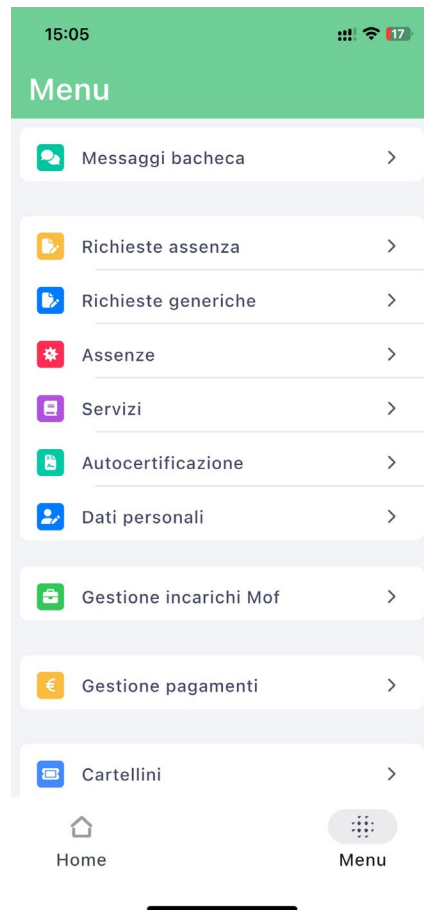 15:05
17
Menu
Messaggi bacheca
Richieste assenza
Richieste generiche
Assenze
Servizi
Autocertificazione
Dati personali
Gestione incarichi Mof
€
Gestione pagamenti
Cartellini
Home
Menu